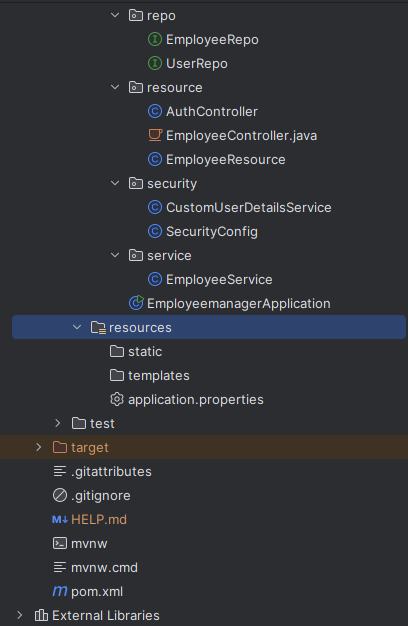 repo
EmployeeRepo
UserRepo
resource
AuthController
EmployeeController.java
EmployeeResource
security
CustomUserDetailsService
SecurityConfig
service
EmployeeService
EmployeemanagerApplication
resources
static
templates
application.properties
test
target
.gitattributes
.gitignore
HELP.md
mvnw
mvnw.cmd
pom.xml
External Libraries